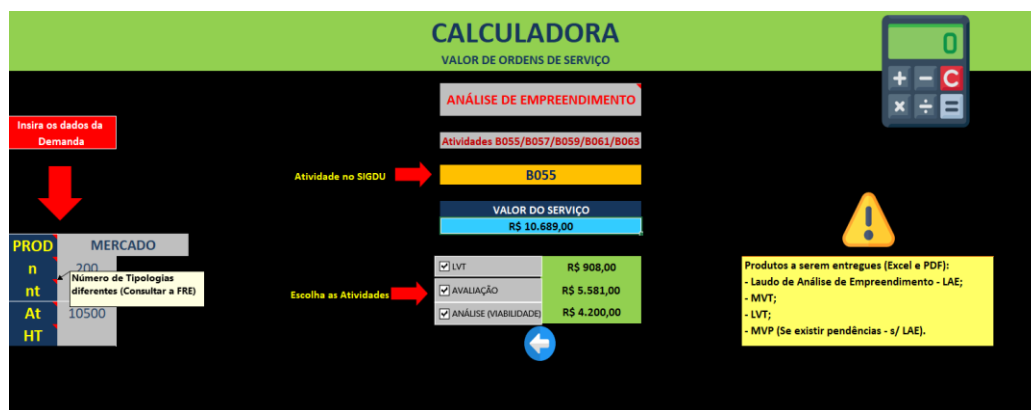 CALCULADORA
VALOR DE ORDENS DE SERVIÇO
0
+ − C
× ÷ =
ANÁLISE DE EMPREENDIMENTO
Insira os dados da
Demanda
Atividades B055/B057/B059/B061/B063
Atividade no SIGDU
B055
VALOR DO SERVIÇO
R$ 10.689,00
PROD MERCADO
n 200
nt
Número de Tipologias
diferentes (Consultar a FRE)
At 10500
HT
LVT R$ 908,00
Escolha as Atividades
AVALIAÇÃO R$ 5.581,00
ANÁLISE (VIABILIDADE) R$ 4.200,00
Produtos a serem entregues (Excel e PDF):
- Laudo de Análise de Empreendimento - LAE;
- MVT;
- LVT;
- MVP (Se existir pendências - s/ LAE).